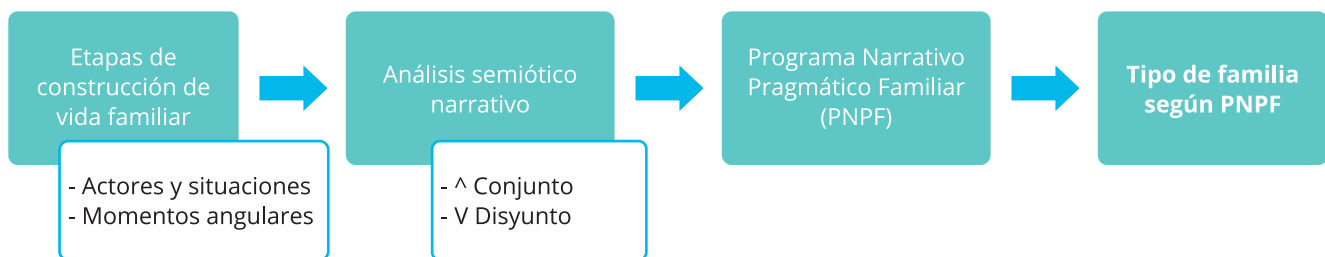 Etapas de
construcción de
vida familiar
- Actores y situaciones
- Momentos angulares
Análisis semiótico
narrativo
- ^ Conjunto
- V Disyunto
Programa Narrativo
Pragmático Familiar
(PNPF)
Tipo de familia
según PNPF